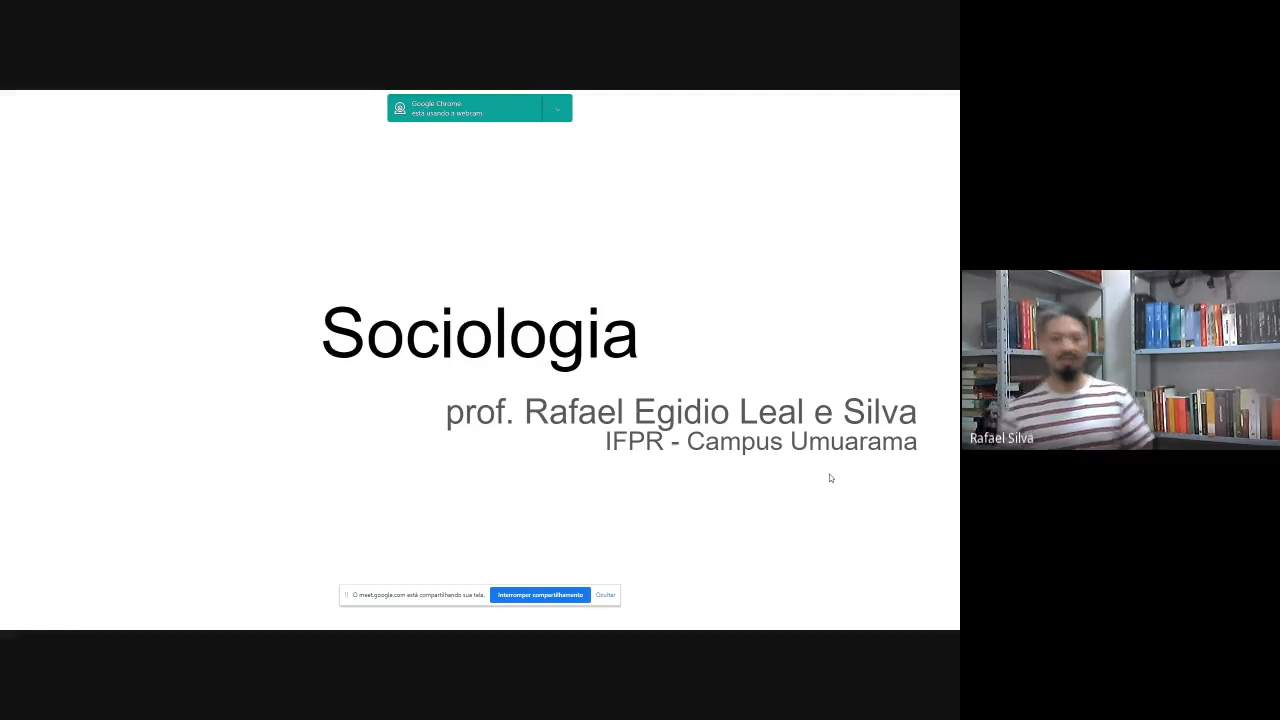 Google Chrome
está usando a webcam
Sociologia
prof. Rafael Egidio Leal e Silva
IFPR - Campus Umuarama
Rafael Silva
O meet.google.com está compartilhando sua tela.
Interromper compartilhamento
Ocultar